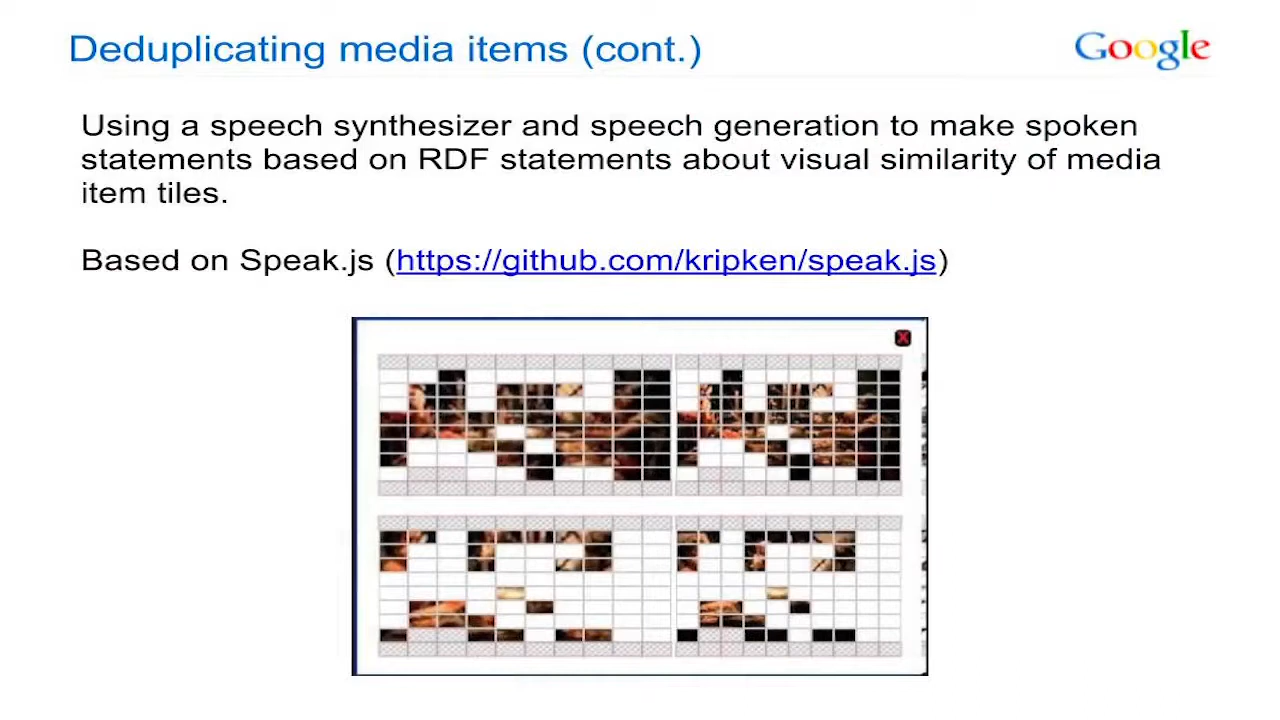 Deduplicating media items (cont.)
Google
Using a speech synthesizer and speech generation to make spoken
statements based on RDF statements about visual similarity of media
item tiles.
Based on Speak.js (https://github.com/kripken/speak.js)
X